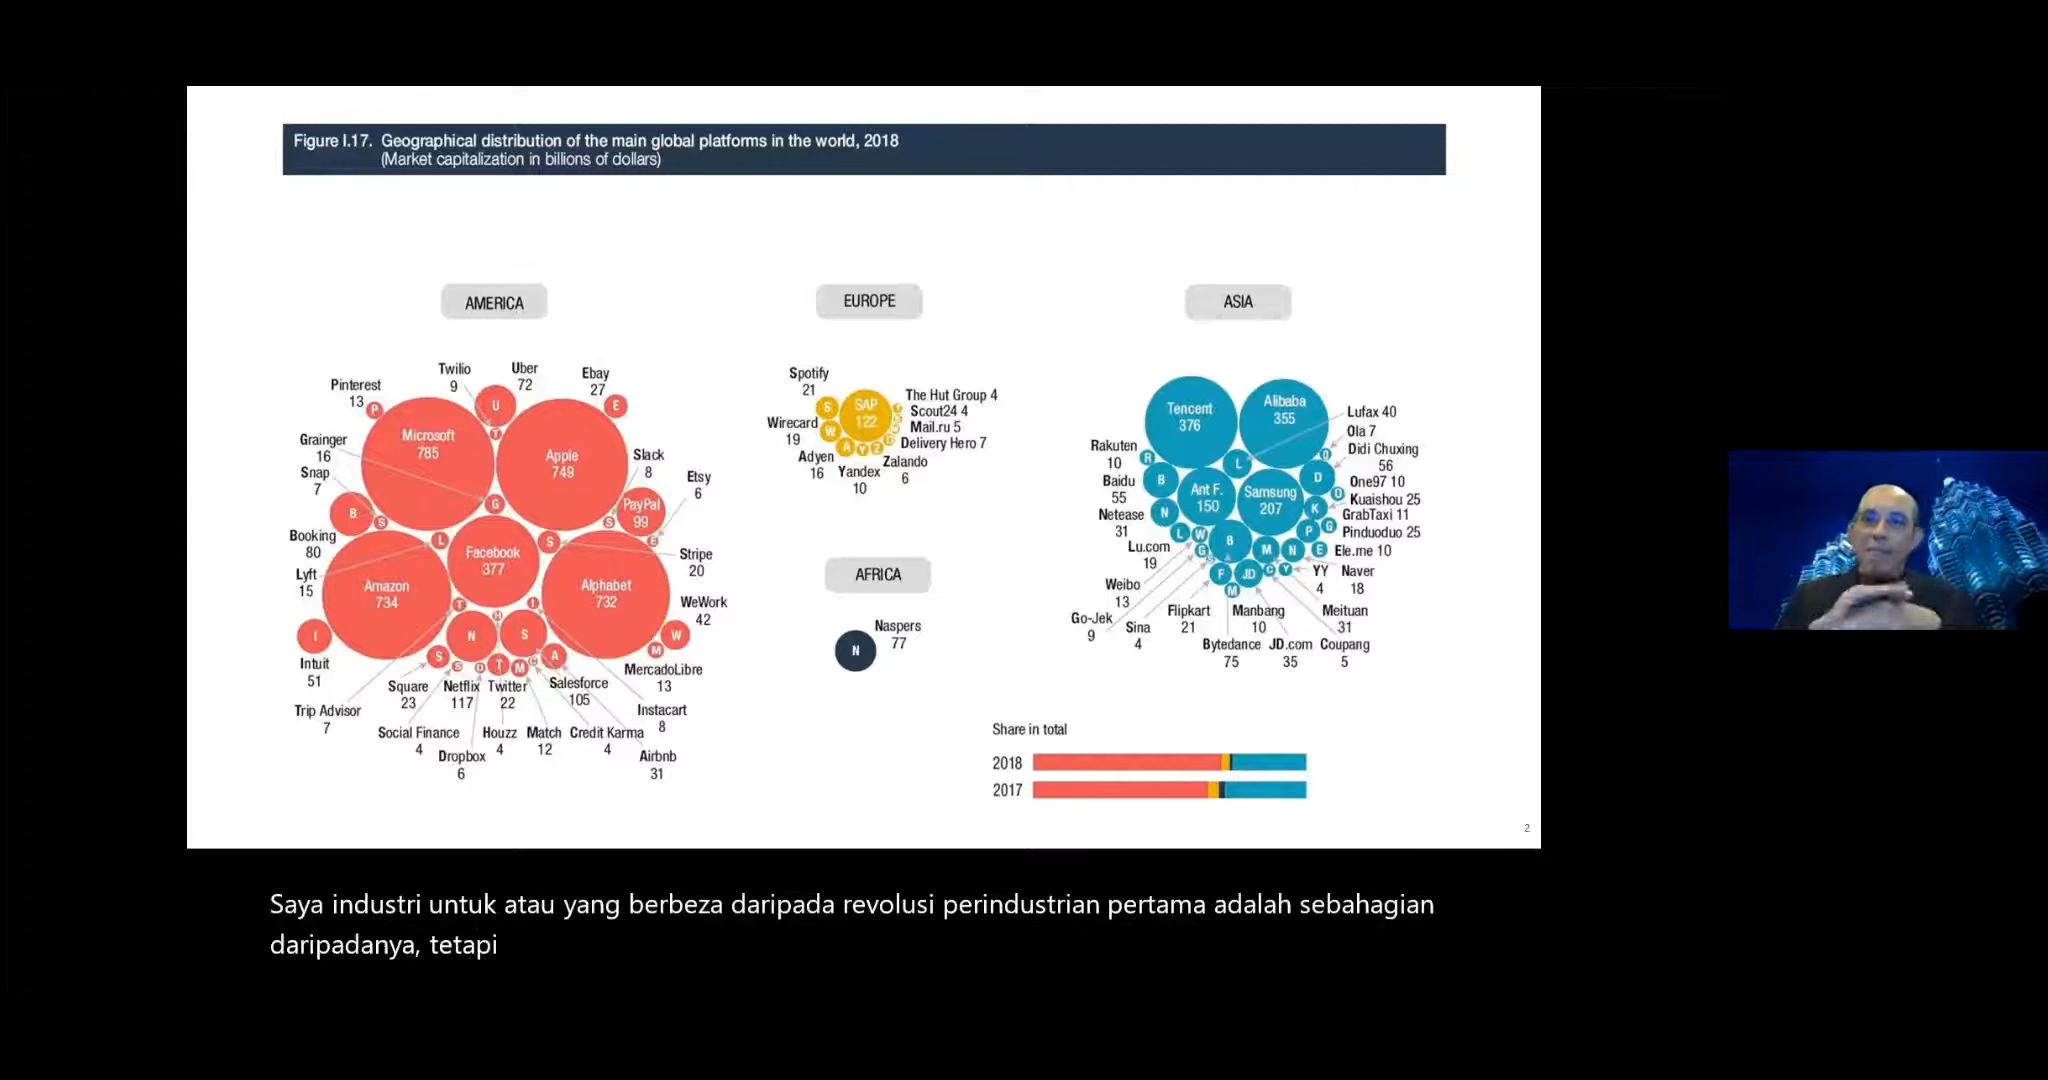 Figure I.17. Geographical distribution of the main global platforms in the world, 2018
(Market capitalization in billions of dollars)
AMERICA
Twilio
9
Uber
72
Ebay
27
E
Pinterest
13
P
U
T
Microsoft
785
Apple
749
Grainger
16
G
Snap
7
S
Slack
8
S
Etsy
6
E
PayPal
99
B
Booking
80
L
Lyft
15
Facebook
377
S
Stripe
20
Amazon
734
Alphabet
732
WeWork
42
W
T
H
I
I
Intuit
51
N
S
S
S
D
T
M
C
A
M
MercadoLibre
13
Square
23
Netflix
117
Twitter
22
Salesforce
105
Trip Advisor
7
Instacart
8
Social Finance
4
Houzz
4
Match
12
Credit Karma
4
Dropbox
6
Airbnb
31
EUROPE
Spotify
21
S
SAP
122
The Hut Group 4
Scout24 4
Mail.ru 5
Delivery Hero 7
Wirecard
19
W
A
Y
Z
D
Adyen
16
Yandex
10
Zalando
6
AFRICA
N
Naspers
77
ASIA
Tencent
376
Alibaba
355
Lufax 40
Ola 7
O
Didi Chuxing
56
D
One97 10
O
Kuaishou 25
K
GrabTaxi 11
G
Pinduoduo 25
P
Ele.me 10
E
Rakuten
10
R
L
Baidu
55
B
Ant F.
150
Samsung
207
Netease
31
N
L
W
G
S
B
M
N
Lu.com
19
F
JD
C
Y
YY
4
Naver
18
M
Weibo
13
Go-Jek
9
Sina
4
Flipkart
21
Manbang
10
Meituan
31
Bytedance
75
JD.com
35
Coupang
5
Share in total
2018
2017
2
Saya industri untuk atau yang berbeza daripada revolusi perindustrian pertama adalah sebahagian
daripadanya, tetapi